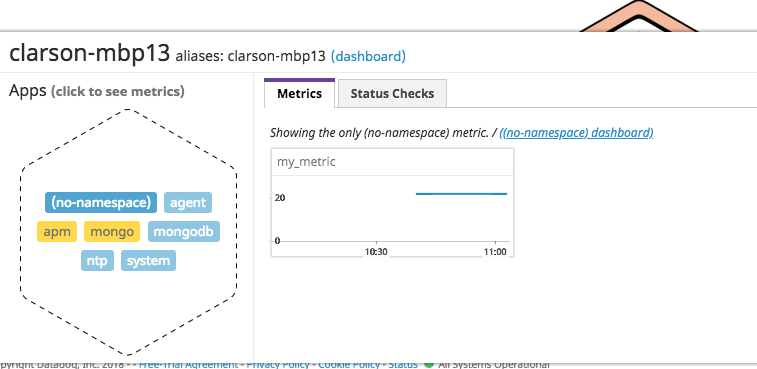 clarson-mbp13 aliases: clarson-mbp13 (dashboard)
Apps (click to see metrics)
(no-namespace) agent
apm mongo mongodb
ntp system
Metrics Status Checks
Showing the only (no-namespace) metric. / ((no-namespace) dashboard)
my_metric
20
0
10:30 11:00
pyright Datadog, Inc. 2018 - - Free-Trial Agreement - Privacy Policy - - Cookie Policy - Status All Systems Operational